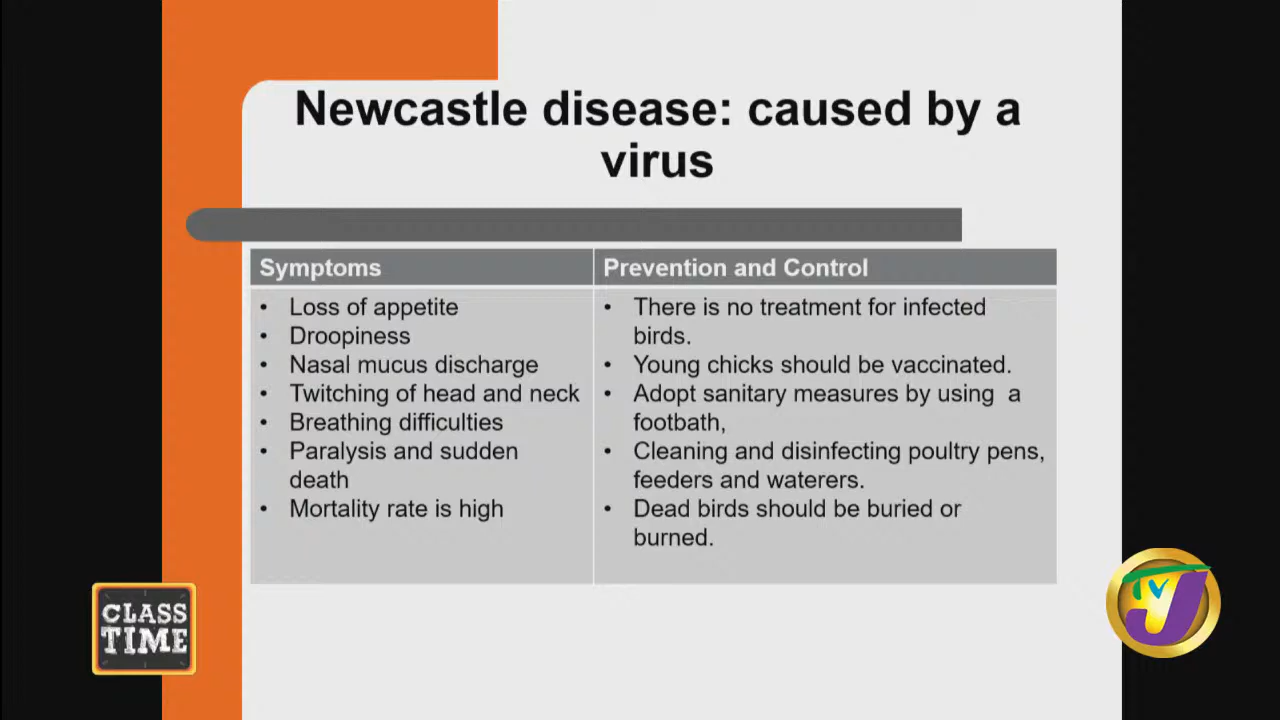 Newcastle disease: caused by a
virus
Symptoms
• Loss of appetite
• Droopiness
• Nasal mucus discharge
• Twitching of head and neck
• Breathing difficulties
• Paralysis and sudden
death
• Mortality rate is high
Prevention and Control
• There is no treatment for infected
birds.
• Young chicks should be vaccinated.
• Adopt sanitary measures by using a
footbath,
• Cleaning and disinfecting poultry pens,
feeders and waterers.
• Dead birds should be buried or
burned.
CLASS
TIME
TVJ